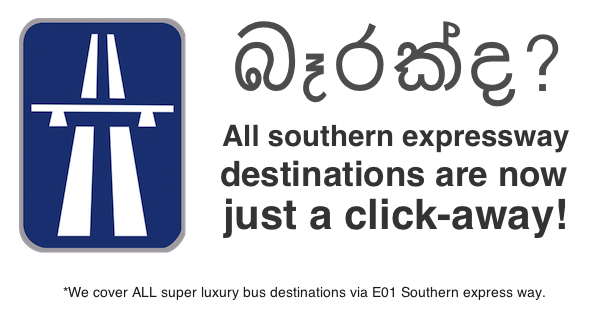 බෑරක්ද?
All southern expressway
destinations are now
just a click-away!
*We cover ALL super luxury bus destinations via E01 Southern express way.